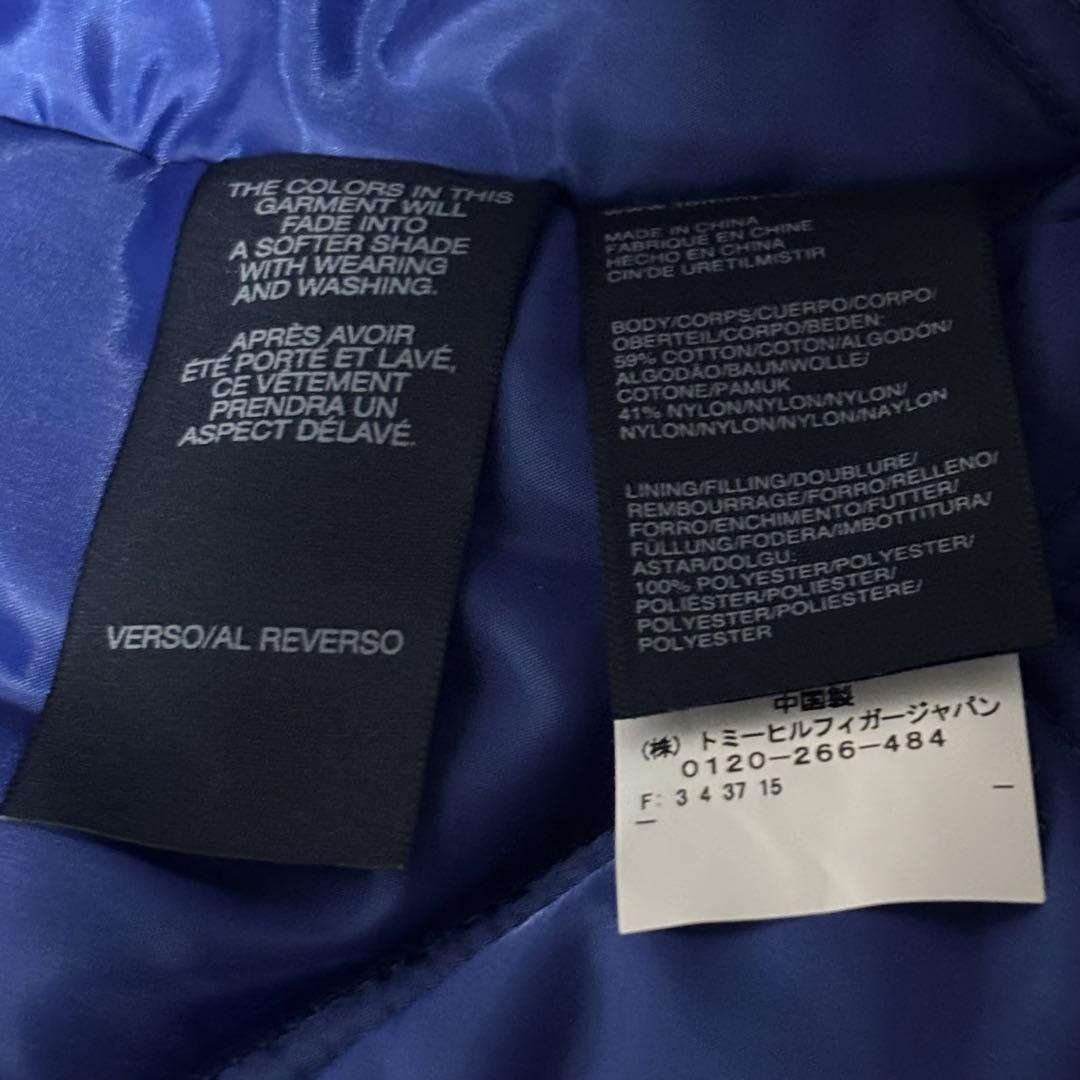 THE COLORS IN THIS
GARMENT WILL
FADE INTO
A SOFTER SHADE
WITH WEARING
AND WASHING.
APRÈS AVOIR
ÉTÉ PORTÉ ET LAVÉ,
CE VÊTEMENT
PRENDRA UN
ASPECT DÉLAVÉ.
VERSO/AL REVERSO
MADE IN CHINA
FABRIQUE EN CHINE
HECHO EN CHINA
CIN'DE URETILMISTIR
BODY/CORPS/CUERPO/CORPO/
OBERTEIL/CORPO/BEDEN:
59% COTTON/COTON/ALGODÓN/
ALGODÃO/BAUMWOLLE/
COTONE/PAMUK
41% NYLON/NYLON/NYLON/
NYLON/NYLON/NYLON/NAYLON
LINING/FILLING/DOUBLURE/
REMBOURRAGE/FORRO/RELLENO/
FORRO/ENCHIMENTO/FUTTER/
FÜLLUNG/FODERA/IMBOTTITURA/
ASTAR/DOLGU:
100% POLYESTER/POLYESTER/
POLIÉSTER/POLIÉSTER/
POLYESTER/POLIESTERE/
POLYESTER
中国製
(株) トミーヒルフィガージャパン
0120-266-484
F: 3 4 37 15